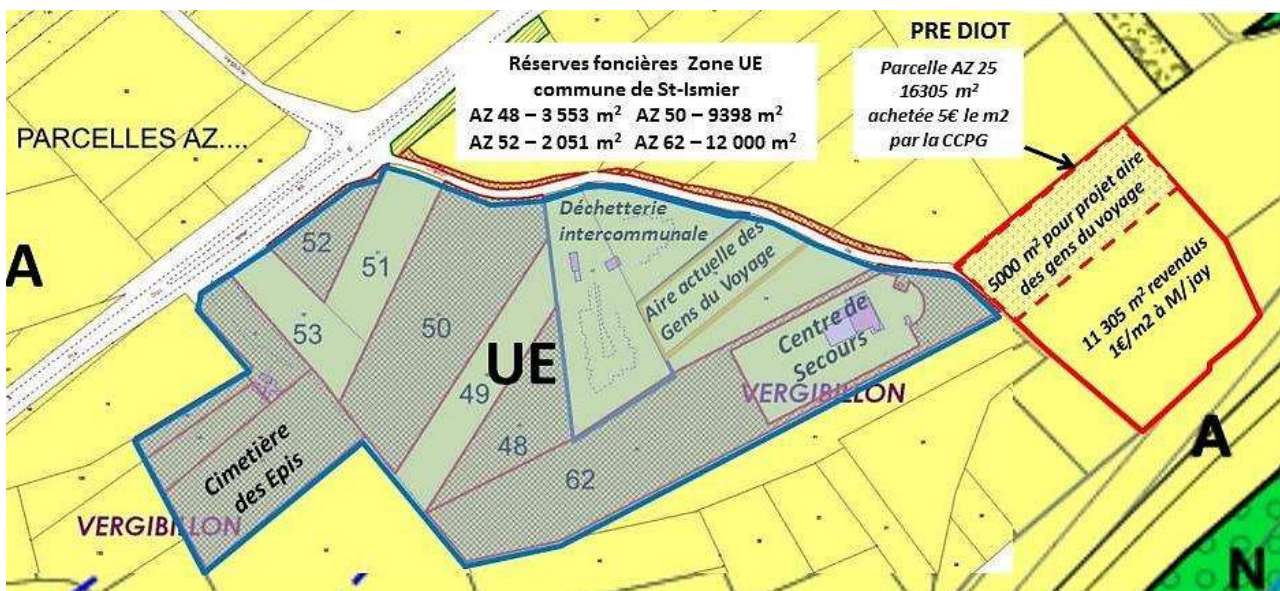 PRE DIOT
Parcelle AZ 25
16305 m²
achetée 5€ le m2
par la CCPG
Réserves foncières Zone UE
commune de St-Ismier
AZ 48 – 3 553 m² AZ 50 – 9398 m²
AZ 52 – 2 051 m² AZ 62 – 12 000 m²
PARCELLES AZ....
A
52
51
53
50
49
48
62
UE
Déchetterie
intercommunale
Aire actuelle des
Gens du Voyage
Centre de
Secours
VERGIBILLON
5000 m² pour projet aire
des gens du voyage
11 305 m² revendus
1€/m2 à M/ jay
Cimetière
des Epis
VERGIBILLON
A
N